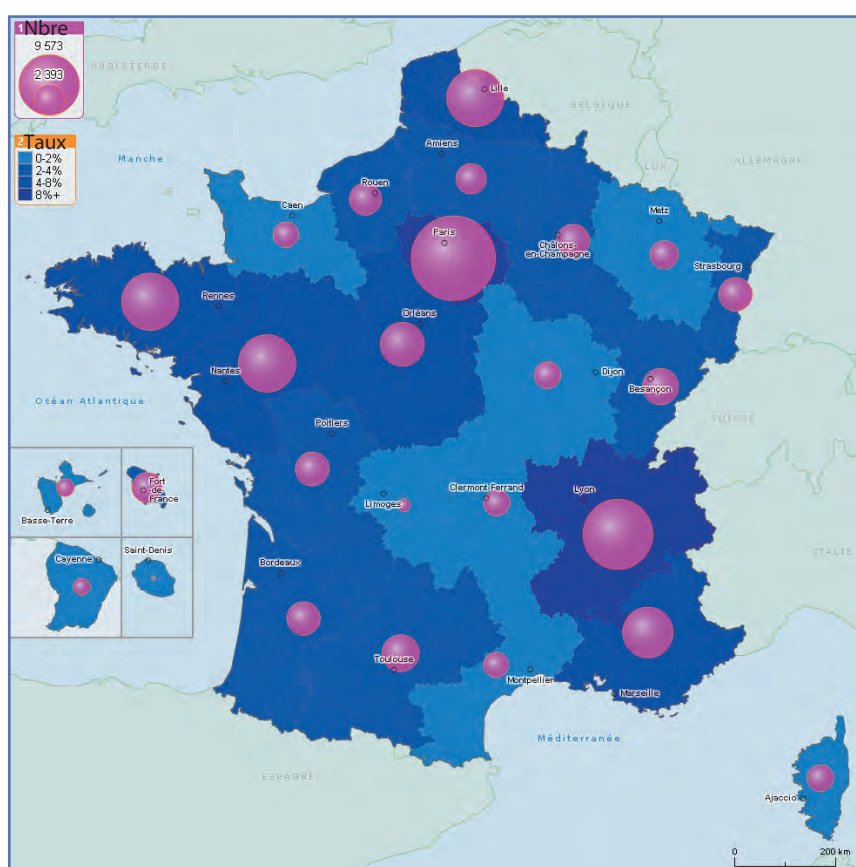 1 Nbre
9 573
2 393
2 Taux
0-2%
2-4%
4-8%
8%+
ANGLETERRE
BELGIQUE
LUX
ALLEMAGNE
SUISSE
ITALIE
ESPAGNE
Manche
Océan Atlantique
Méditerranée
Lille
Amiens
Rouen
Caen
Paris
Châlons-
en-Champagne
Metz
Strasbourg
Rennes
Orléans
Nantes
Dijon
Besançon
Poitiers
Limoges
Clermont Ferrand
Lyon
Bordeaux
Toulouse
Montpellier
Marseille
Ajaccio
Basse-Terre
Fort
-de-
France
Cayenne
Saint-Denis
0
200 km